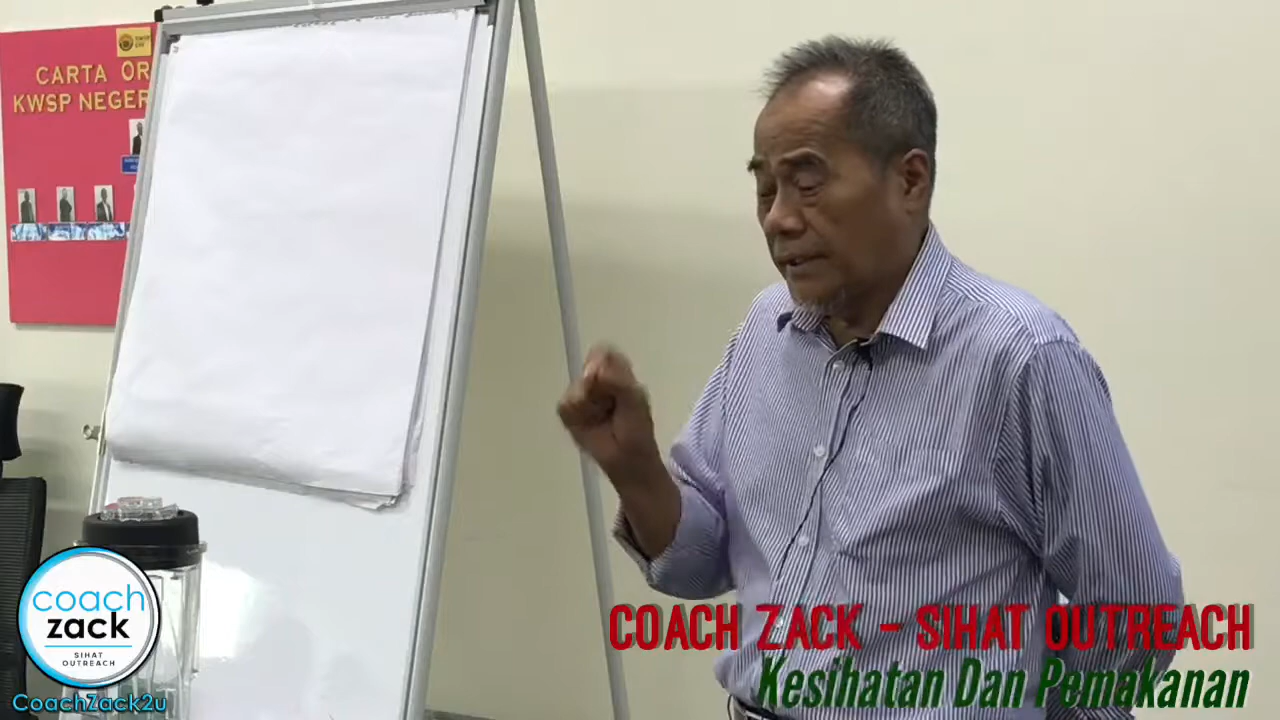 CARTA OR
KWSP NEGER
coach
zack
SIHAT
OUTREACH
CoachZack2u
COACH ZACK - SIHAT OUTREACH
Kesihatan Dan Pemakanan